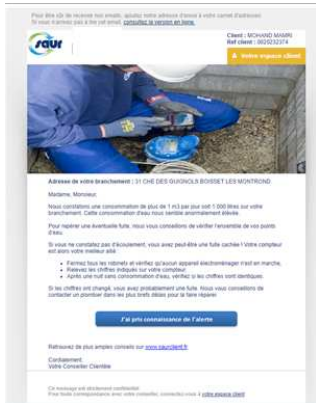 Pour être sûr de recevoir nos emails, ajoutez notre adresse d'envoi à votre carnet d'adresses.
Si vous n'arrivez pas à lire cet email, consultez la version en ligne.
saur
Client : MOHAND MAMRI
Ref client : 0025232374
Votre espace client
Adresse de votre branchement : 31 CHE DES GUIGNOLS BOISSET LES MONTROND
Madame, Monsieur,
Nous constatons une consommation de plus de 1 m3 par jour soit 1 000 litres sur votre
branchement. Cette consommation d'eau nous semble anormalement élevée.
Pour repérer une éventuelle fuite, nous vous conseillons de vérifier l'ensemble de vos points
d'eau.
Si vous ne constatez pas d'écoulement, vous avez peut-être une fuite cachée ! Votre compteur
est alors votre meilleur allié :
• Fermez tous les robinets et vérifiez qu'aucun appareil électroménager n'est en marche,
• Relevez les chiffres indiqués sur votre compteur.
• Après une nuit sans consommation d'eau, vérifiez si les chiffres sont identiques.
Si les chiffres ont changé, vous avez probablement une fuite. Nous vous conseillons de
contacter un plombier dans les plus brefs délais pour la faire réparer.
J'ai pris connaissance de l'alerte
Retrouvez de plus amples conseils sur www.saurclient.fr
Cordialement,
Votre Conseiller Clientèle
Ce message est strictement confidentiel.
Pour toute correspondance avec votre conseiller, connectez-vous à votre espace client